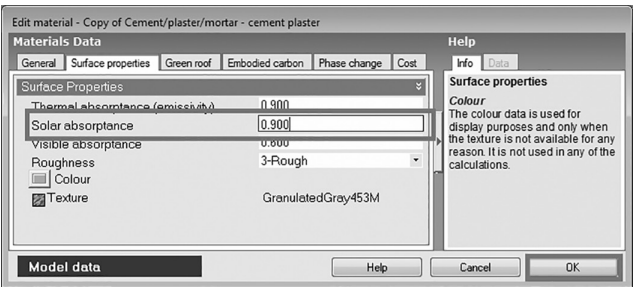 Edit material - Copy of Cement/plaster/mortar - cement plaster
Materials Data
General Surface properties Green roof Embodied carbon Phase change Cost
Surface Properties
Thermal absorptance (emissivity) 0.900
Solar absorptance 0.900
Visible absorptance 0.600
Roughness 3-Rough
Colour
Texture GranulatedGray453M
Model data
Help
Info Data
Surface properties
Colour
The colour data is used for
display purposes and only when
the texture is not available for any
reason. It is not used in any of the
calculations.
Help Cancel OK